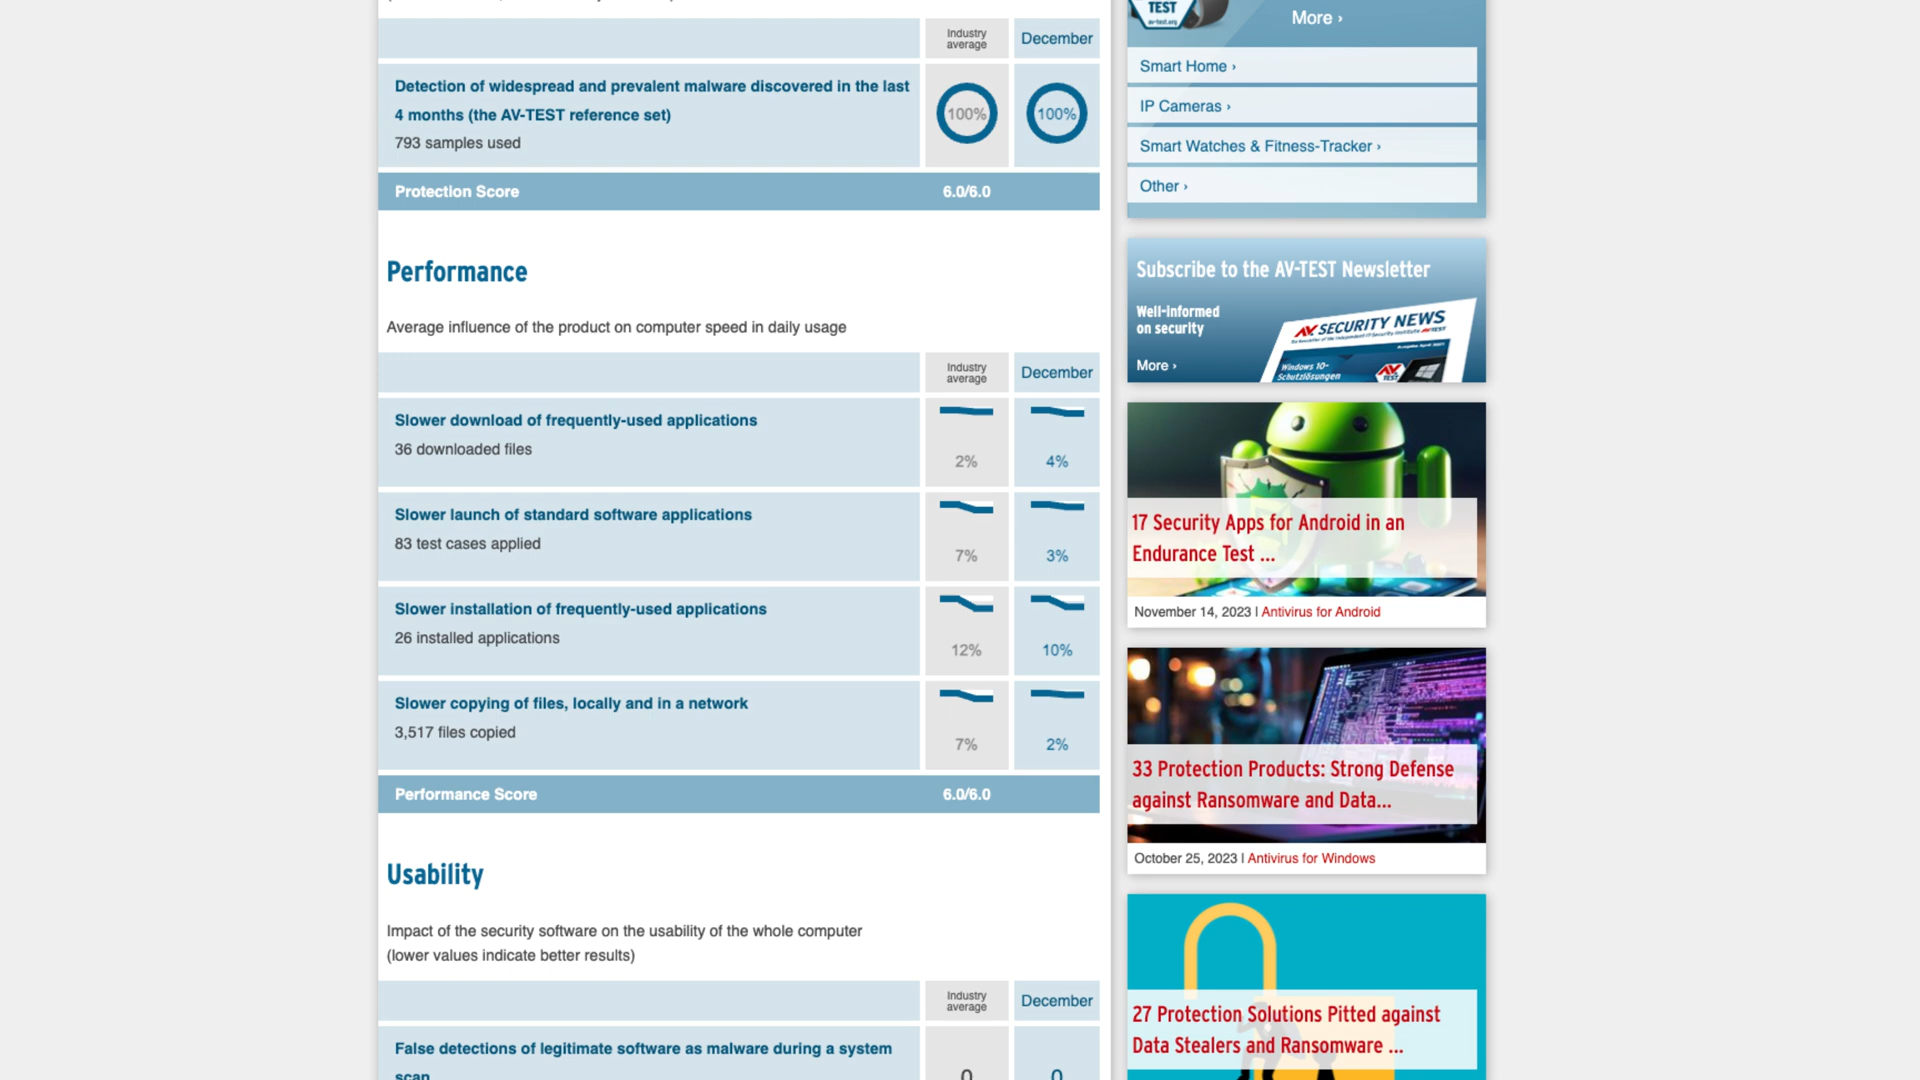 Industry
average
December
Detection of widespread and prevalent malware discovered in the last
4 months (the AV-TEST reference set)
793 samples used
100%
100%
Protection Score
6.0/6.0
Performance
Average influence of the product on computer speed in daily usage
Industry
average
December
Slower download of frequently-used applications
36 downloaded files
2%
4%
Slower launch of standard software applications
83 test cases applied
7%
3%
Slower installation of frequently-used applications
26 installed applications
12%
10%
Slower copying of files, locally and in a network
3,517 files copied
7%
2%
Performance Score
6.0/6.0
Usability
Impact of the security software on the usability of the whole computer
(lower values indicate better results)
Industry
average
December
False detections of legitimate software as malware during a system
scan
0
0
TEST
av-test.org
More ›
Smart Home ›
IP Cameras ›
Smart Watches & Fitness-Tracker ›
Other ›
Subscribe to the AV-TEST Newsletter
Well-informed
on security
More ›
AV SECURITY NEWS
Windows 10-
Schutzlösungen
AV
TEST
17 Security Apps for Android in an
Endurance Test ...
November 14, 2023 I Antivirus for Android
33 Protection Products: Strong Defense
against Ransomware and Data...
October 25, 2023 I Antivirus for Windows
27 Protection Solutions Pitted against
Data Stealers and Ransomware ...